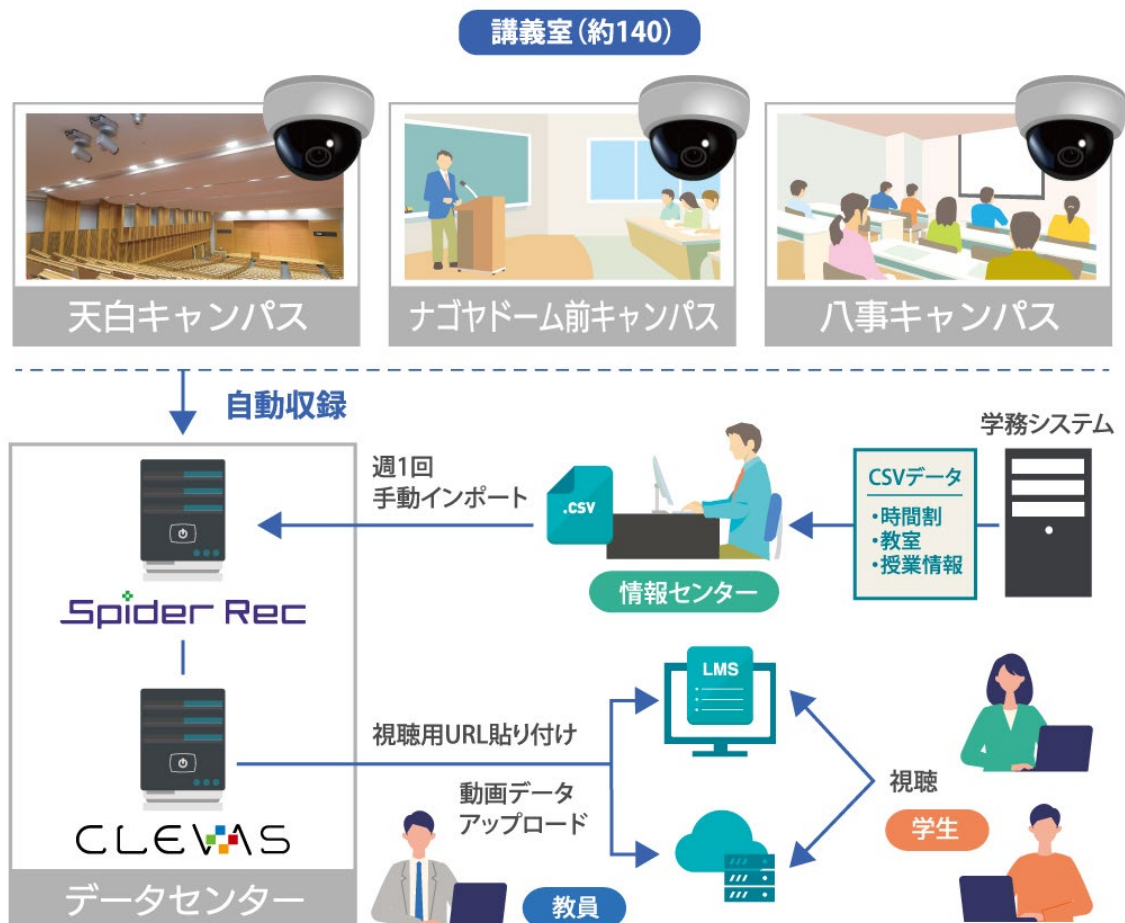 講義室(約140)
天白キャンパス
ナゴヤドーム前キャンパス
八事キャンパス
自動収録
学務システム
週1回
手動インポート
.csv
CSVデータ
・時間割
・教室
・授業情報
情報センター
Spider Rec
LMS
視聴用URL貼り付け
動画データ
アップロード
視聴
学生
CLEVAS
データセンター
教員